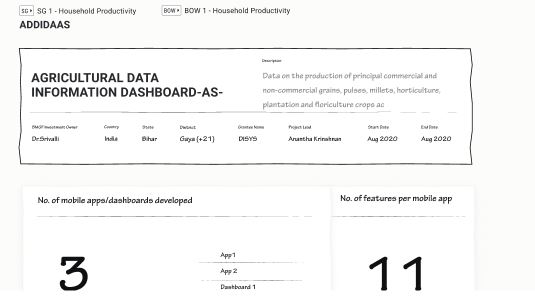 SG SG 1 - Household Productivity BOW BOW 1 - Household Productivity
ADDIDAAS
Description
AGRICULTURAL DATA
INFORMATION DASHBOARD-AS-
Data on the production of principal commercial and
non-commercial grains, pulses, millets, horticulture,
plantation and floriculture crops ac
BMGF Investment Owner Country State District Grantee Name Project Lead Start Date End Date
Dr.Srivalli India Bihar Gaya (+21) DISYS Anantha Krinshnan Aug 2020 Aug 2020
No. of mobile apps/dashboards developed No. of features per mobile app
App1
3 App 2 11
Dashboard 1